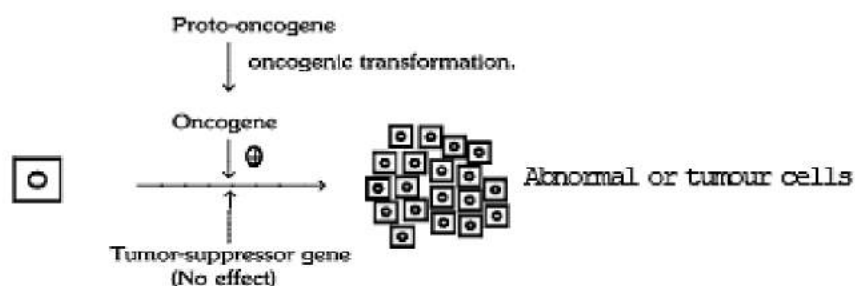 Proto-oncogene
oncogenic transformation.
Oncogene
Abnormal or tumour cells
Tumor-suppressor gene
(No effect)